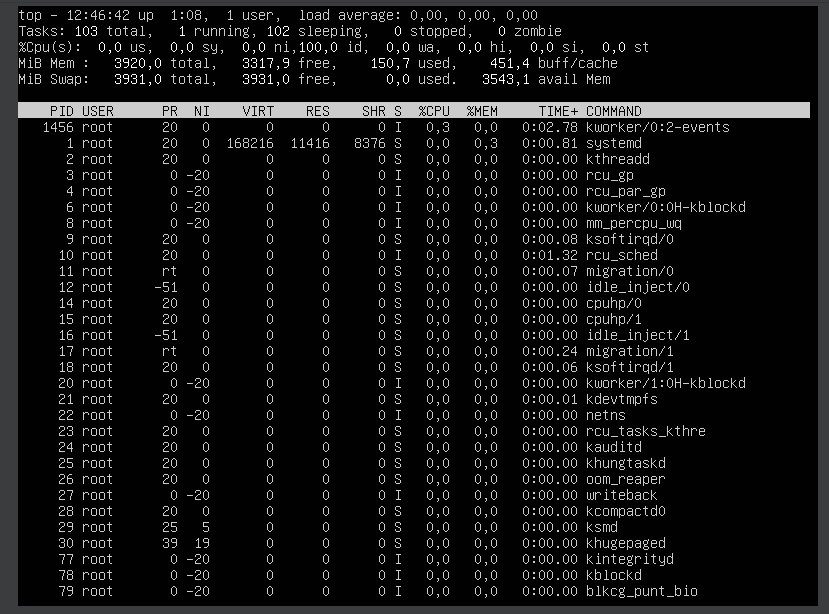 top - 12:46:42 up  1:08,  1 user,  load average: 0,00, 0,00, 0,00
Tasks: 103 total,   1 running, 102 sleeping,   0 stopped,   0 zombie
%Cpu(s):  0,0 us,  0,0 sy,  0,0 ni,100,0 id,  0,0 wa,  0,0 hi,  0,0 si,  0,0 st
MiB Mem :   3920,0 total,   3317,9 free,    150,7 used,    451,4 buff/cache
MiB Swap:   3931,0 total,   3931,0 free,      0,0 used.   3543,1 avail Mem
PID USER      PR  NI    VIRT    RES    SHR S  %CPU  %MEM     TIME+ COMMAND
1456 root      20   0       0      0      0 I   0,3   0,0   0:02.78 kworker/0:2-events
1 root      20   0  168216  11416   8376 S   0,0   0,3   0:00.81 systemd
2 root      20   0       0      0      0 S   0,0   0,0   0:00.00 kthreadd
3 root       0 -20       0      0      0 I   0,0   0,0   0:00.00 rcu_gp
4 root       0 -20       0      0      0 I   0,0   0,0   0:00.00 rcu_par_gp
6 root       0 -20       0      0      0 I   0,0   0,0   0:00.00 kworker/0:0H-kblockd
8 root       0 -20       0      0      0 I   0,0   0,0   0:00.00 mm_percpu_wq
9 root      20   0       0      0      0 S   0,0   0,0   0:00.08 ksoftirqd/0
10 root      20   0       0      0      0 I   0,0   0,0   0:01.32 rcu_sched
11 root      rt   0       0      0      0 S   0,0   0,0   0:00.07 migration/0
12 root     -51   0       0      0      0 S   0,0   0,0   0:00.00 idle_inject/0
14 root      20   0       0      0      0 S   0,0   0,0   0:00.00 cpuhp/0
15 root      20   0       0      0      0 S   0,0   0,0   0:00.00 cpuhp/1
16 root     -51   0       0      0      0 S   0,0   0,0   0:00.00 idle_inject/1
17 root      rt   0       0      0      0 S   0,0   0,0   0:00.24 migration/1
18 root      20   0       0      0      0 S   0,0   0,0   0:00.06 ksoftirqd/1
20 root       0 -20       0      0      0 I   0,0   0,0   0:00.00 kworker/1:0H-kblockd
21 root      20   0       0      0      0 S   0,0   0,0   0:00.01 kdevtmpfs
22 root       0 -20       0      0      0 I   0,0   0,0   0:00.00 netns
23 root      20   0       0      0      0 S   0,0   0,0   0:00.00 rcu_tasks_kthre
24 root      20   0       0      0      0 S   0,0   0,0   0:00.00 kauditd
25 root      20   0       0      0      0 S   0,0   0,0   0:00.00 khungtaskd
26 root      20   0       0      0      0 S   0,0   0,0   0:00.00 oom_reaper
27 root       0 -20       0      0      0 I   0,0   0,0   0:00.00 writeback
28 root      20   0       0      0      0 S   0,0   0,0   0:00.00 kcompactd0
29 root      25   5       0      0      0 S   0,0   0,0   0:00.00 ksmd
30 root      39  19       0      0      0 S   0,0   0,0   0:00.00 khugepaged
77 root       0 -20       0      0      0 I   0,0   0,0   0:00.00 kintegrityd
78 root       0 -20       0      0      0 I   0,0   0,0   0:00.00 kblockd
79 root       0 -20       0      0      0 I   0,0   0,0   0:00.00 blkcg_punt_bio